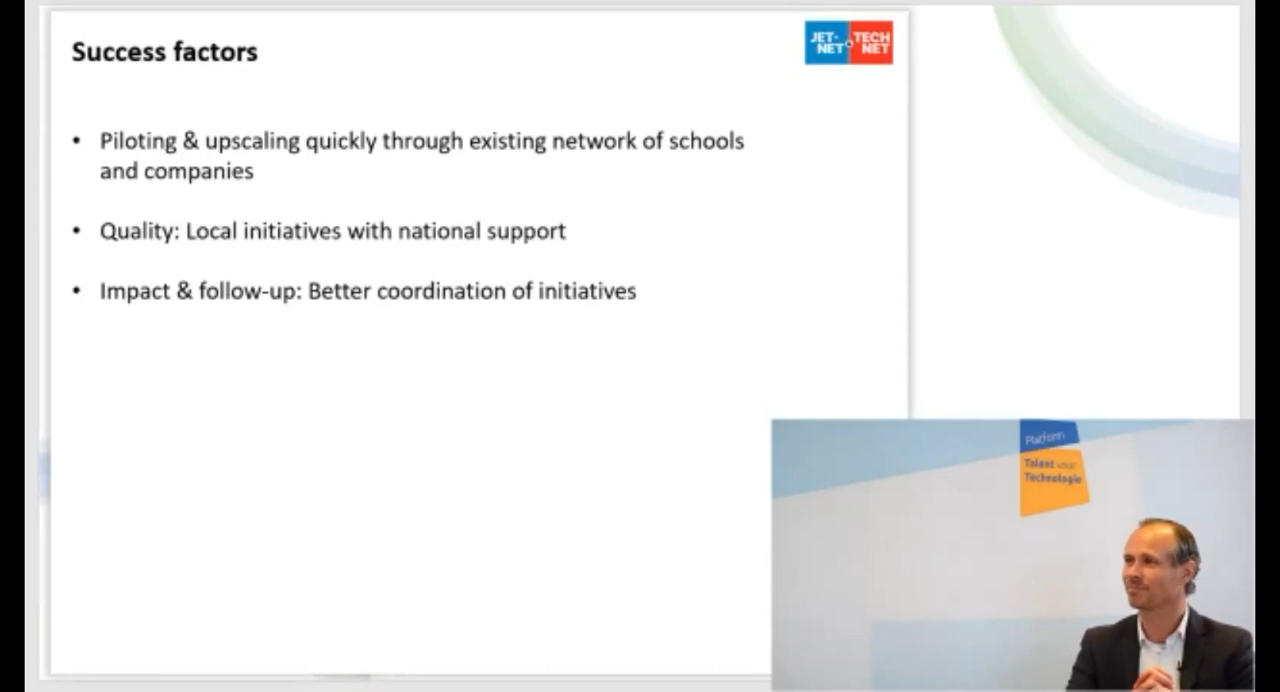 Success factors
JET-
NET
TECH
NET
• Piloting & upscaling quickly through existing network of schools
and companies
• Quality: Local initiatives with national support
• Impact & follow-up: Better coordination of initiatives
Platform
Talent voor
Technologie